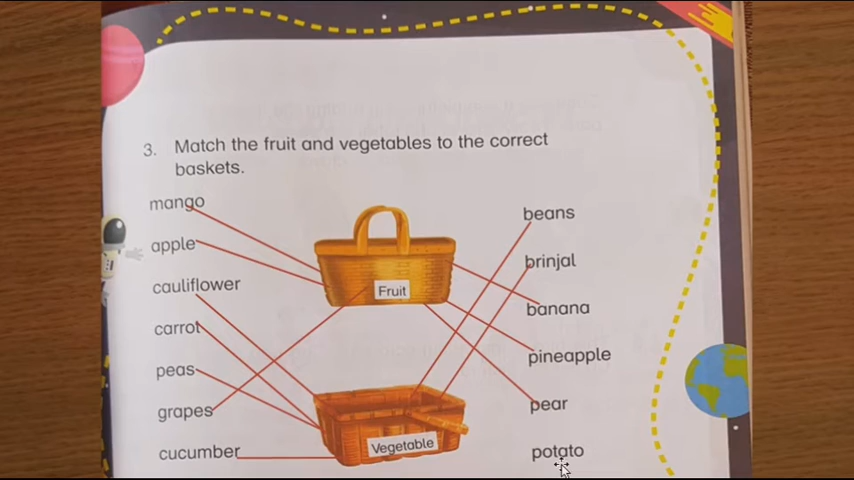 3. Match the fruit and vegetables to the correct
baskets.
mango
apple
cauliflower
carrot
peas
grapes
cucumber
Fruit
Vegetable
beans
brinjal
banana
pineapple
pear
potato